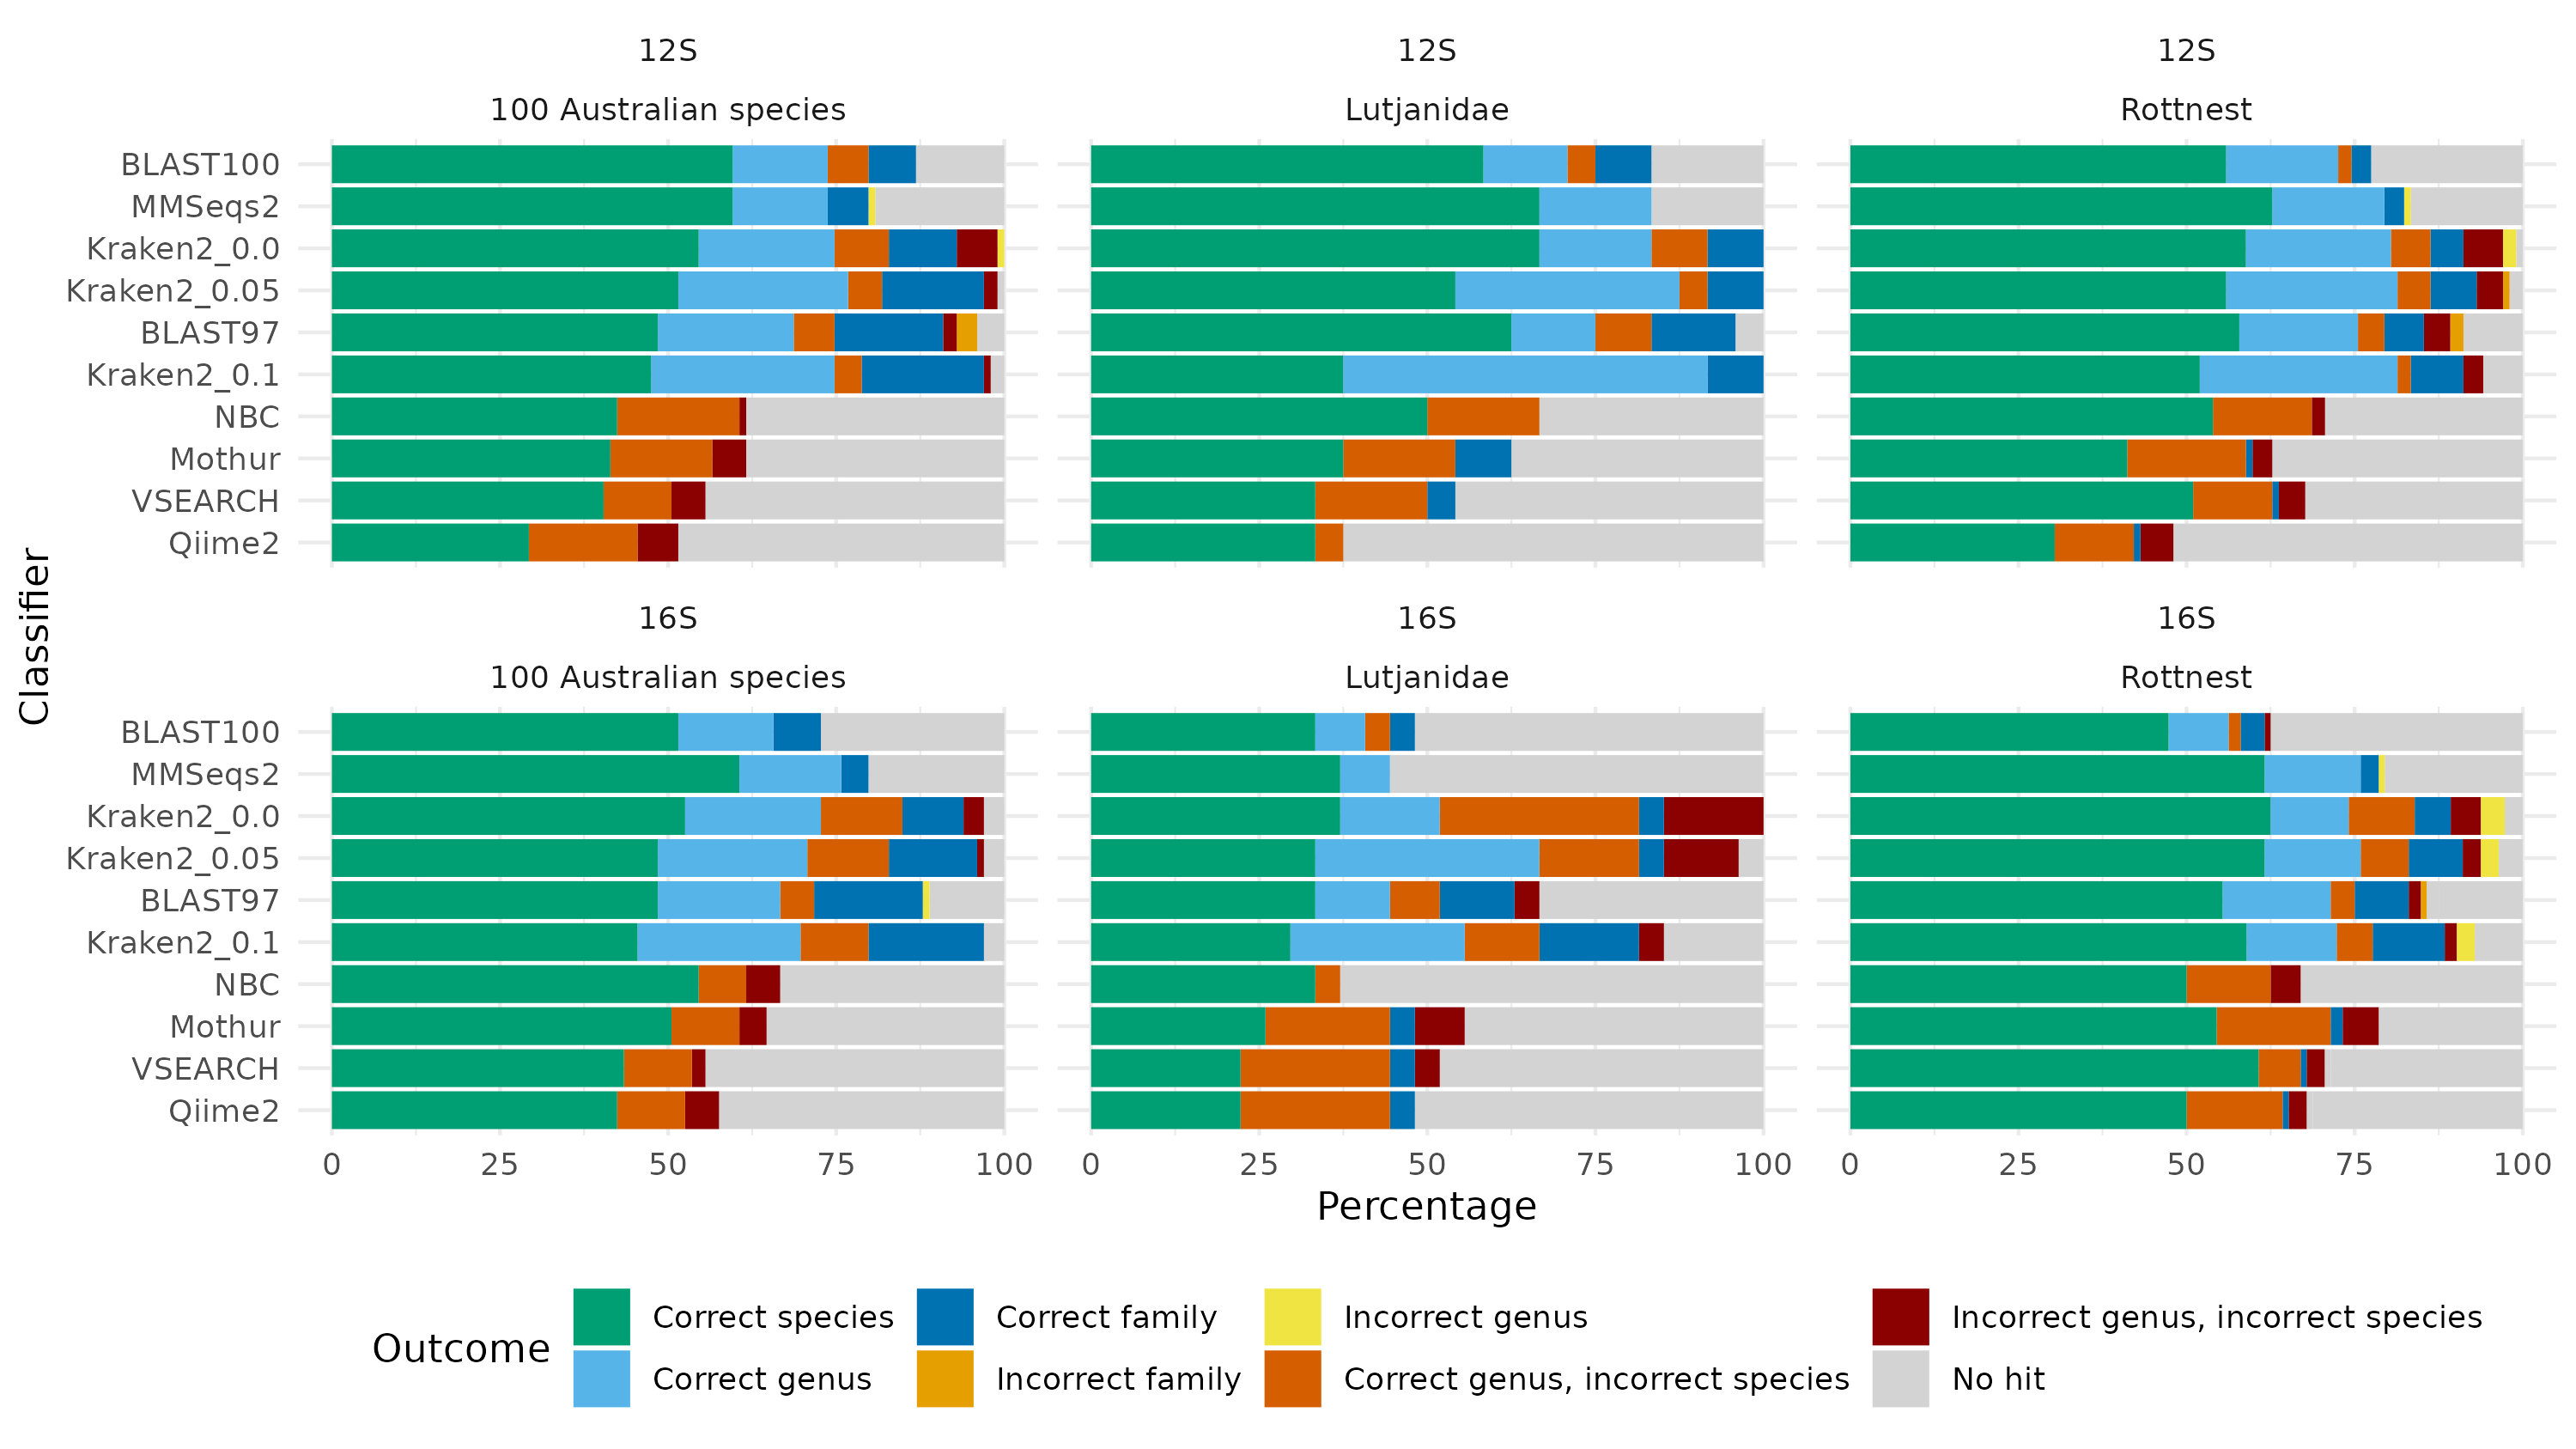 12S 12S 12S
100 Australian species Lutjanidae Rottnest
BLAST100
MMSeqs2
Kraken2_0.0
Kraken2_0.05
BLAST97
Kraken2_0.1
NBC
Mothur
VSEARCH
Qiime2
Classifier
16S 16S 16S
100 Australian species Lutjanidae Rottnest
BLAST100
MMSeqs2
Kraken2_0.0
Kraken2_0.05
BLAST97
Kraken2_0.1
NBC
Mothur
VSEARCH
Qiime2
0 25 50 75 100 0 25 50 75 100 0 25 50 75 100
Percentage
Outcome
Correct species Correct family Incorrect genus Incorrect genus, incorrect species
Correct genus Incorrect family Correct genus, incorrect species No hit